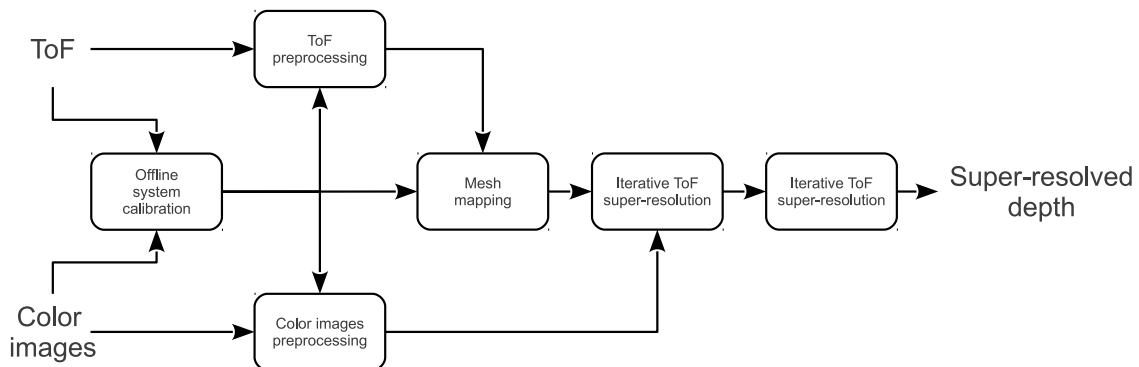 ToF
ToF
preprocessing
Offline
system
calibration
Mesh
mapping
Iterative ToF
super-resolution
Iterative ToF
super-resolution
Super-resolved
depth
Color
images
Color images
preprocessing